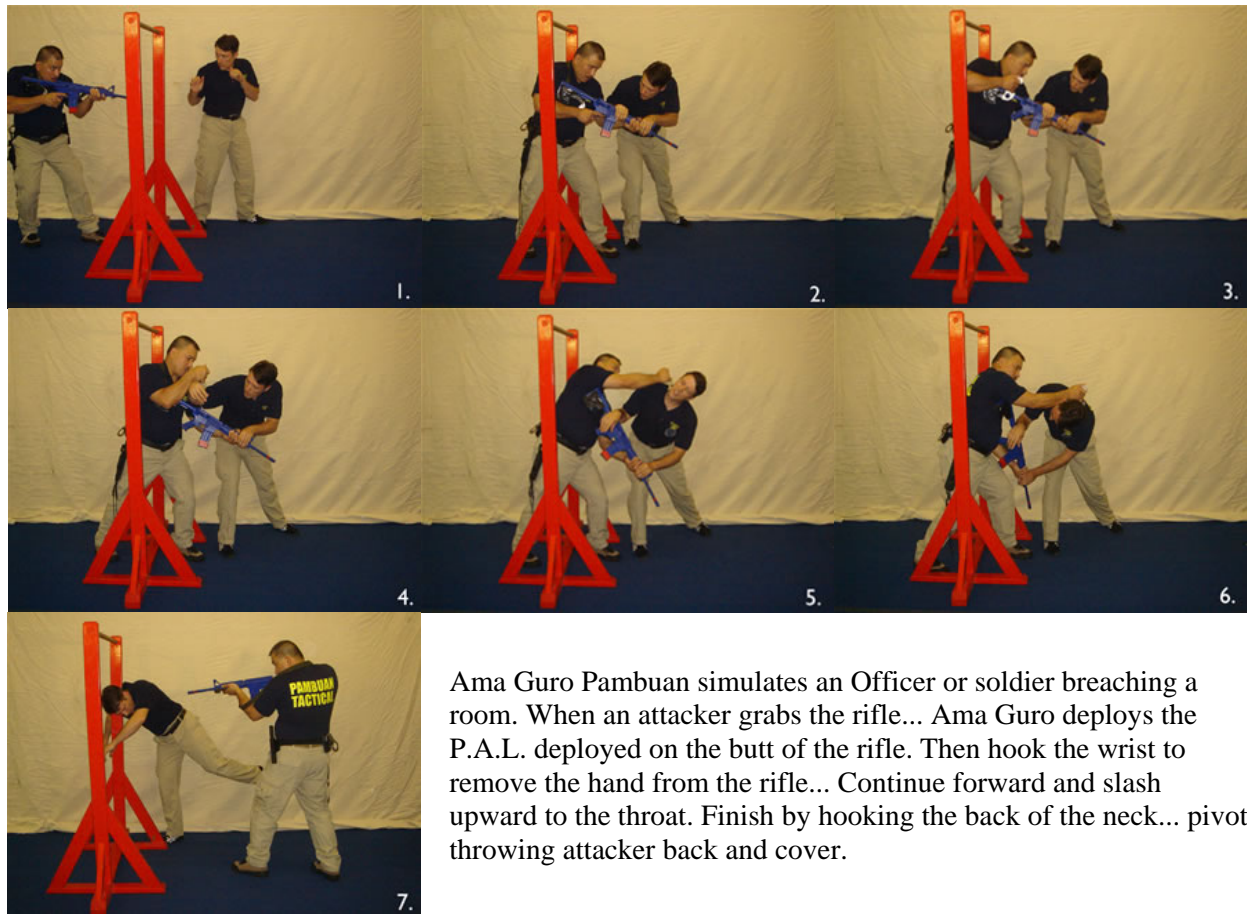 1.
2.
3.
4.
5.
6.
PAMBUAN
TACTICAL
7.
Ama Guro Pambuan simulates an Officer or soldier breaching a
room. When an attacker grabs the rifle... Ama Guro deploys the
P.A.L. deployed on the butt of the rifle. Then hook the wrist to
remove the hand from the rifle... Continue forward and slash
upward to the throat. Finish by hooking the back of the neck... pivot
throwing attacker back and cover.